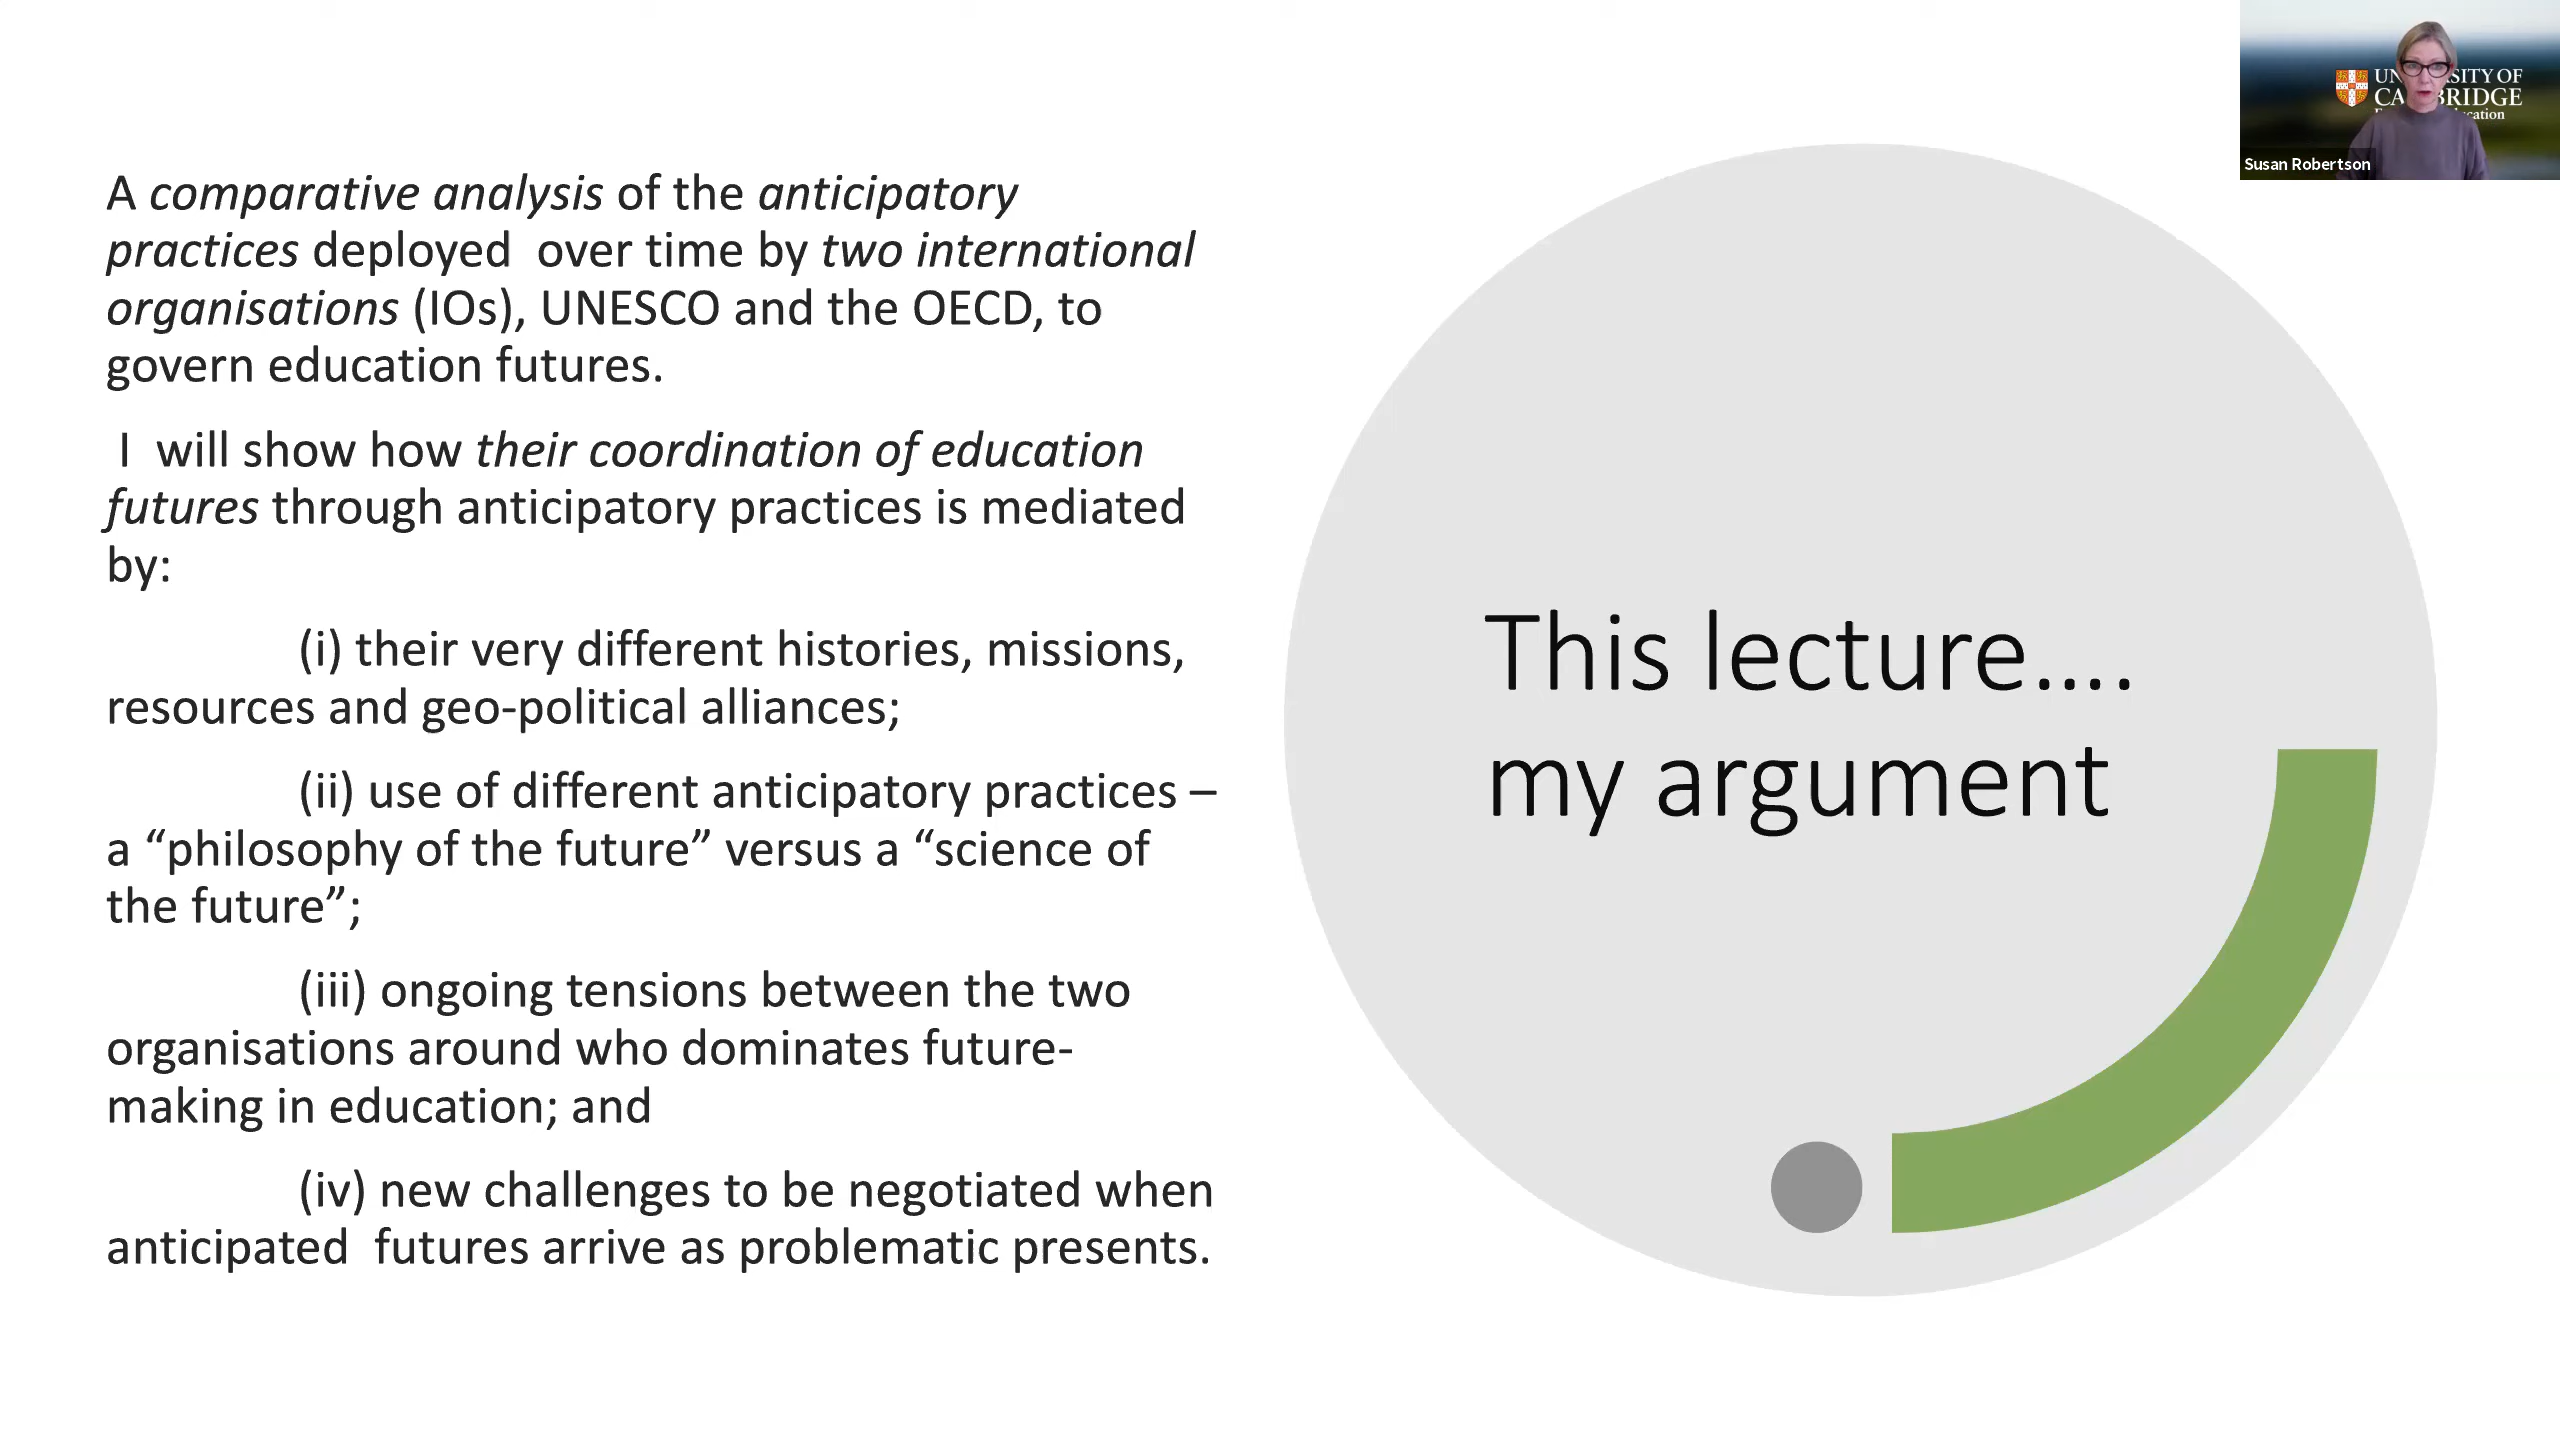 A comparative analysis of the anticipatory
practices deployed  over time by two international
organisations (IOs), UNESCO and the OECD, to
govern education futures.
I  will show how their coordination of education
futures through anticipatory practices is mediated
by:
(i) their very different histories, missions,
resources and geo-political alliances;
(ii) use of different anticipatory practices –
a “philosophy of the future” versus a “science of
the future”;
(iii) ongoing tensions between the two
organisations around who dominates future-
making in education; and
(iv) new challenges to be negotiated when
anticipated  futures arrive as problematic presents.
This lecture....
my argument
Susan Robertson